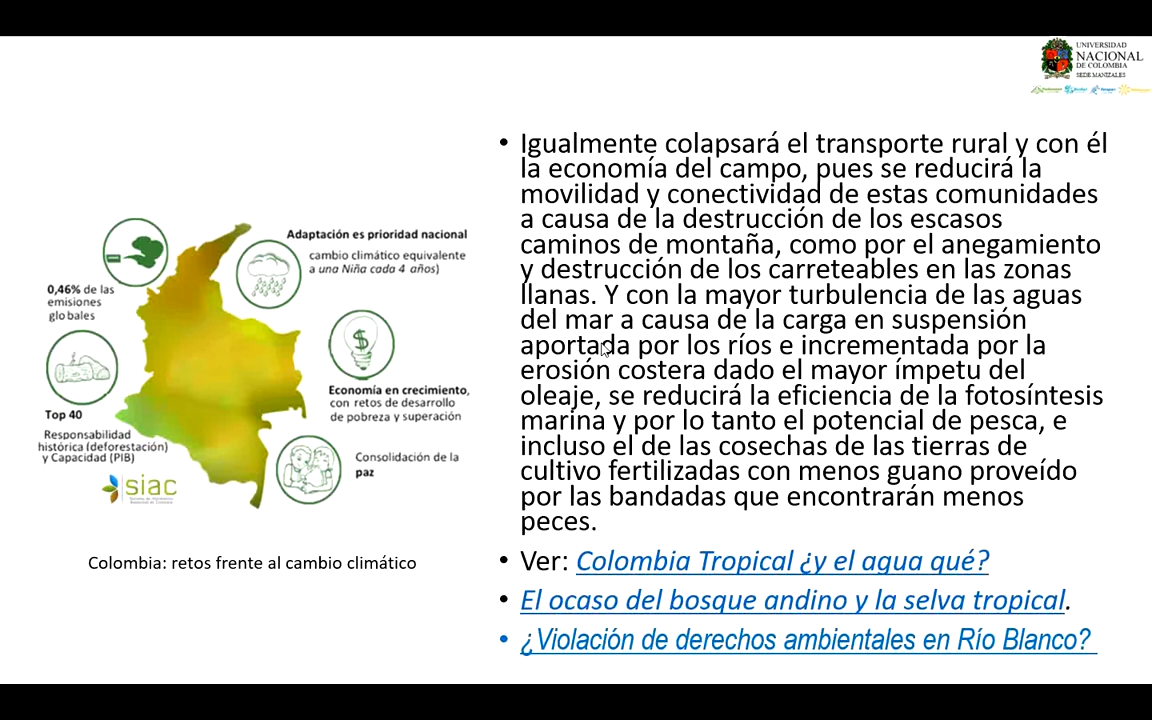 UNIVERSIDAD
NACIONAL
DE COLOMBIA
SEDE MANIZALES
• Igualmente colapsará el transporte rural y con él
la economía del campo, pues se reducirá la
movilidad y conectividad de estas comunidades
a causa de la destrucción de los escasos
caminos de montaña, como por el anegamiento
y destrucción de los carreteables en las zonas
llanas. Y con la mayor turbulencia de las aguas
del mar a causa de la carga en suspensión
aportada por los ríos e incrementada por la
erosión costera dado el mayor ímpetu del
oleaje, se reducirá la eficiencia de la fotosíntesis
marina y por lo tanto el potencial de pesca, e
incluso el de las cosechas de las tierras de
cultivo fertilizadas con menos guano proveído
por las bandadas que encontrarán menos
peces.
• Ver: Colombia Tropical ¿y el agua qué?
• El ocaso del bosque andino y la selva tropical.
• ¿Violación de derechos ambientales en Río Blanco?
Adaptación es prioridad nacional
cambio climático equivalente
a una Niña cada 4 años)
0,46% de las
emisiones
globales
$
Economía en crecimiento,
con retos de desarrollo
de pobreza y superación
Top 40
Responsabilidad
histórica (deforestación)
y Capacidad (PIB)
Consolidación de la
paz
siac
Colombia: retos frente al cambio climático